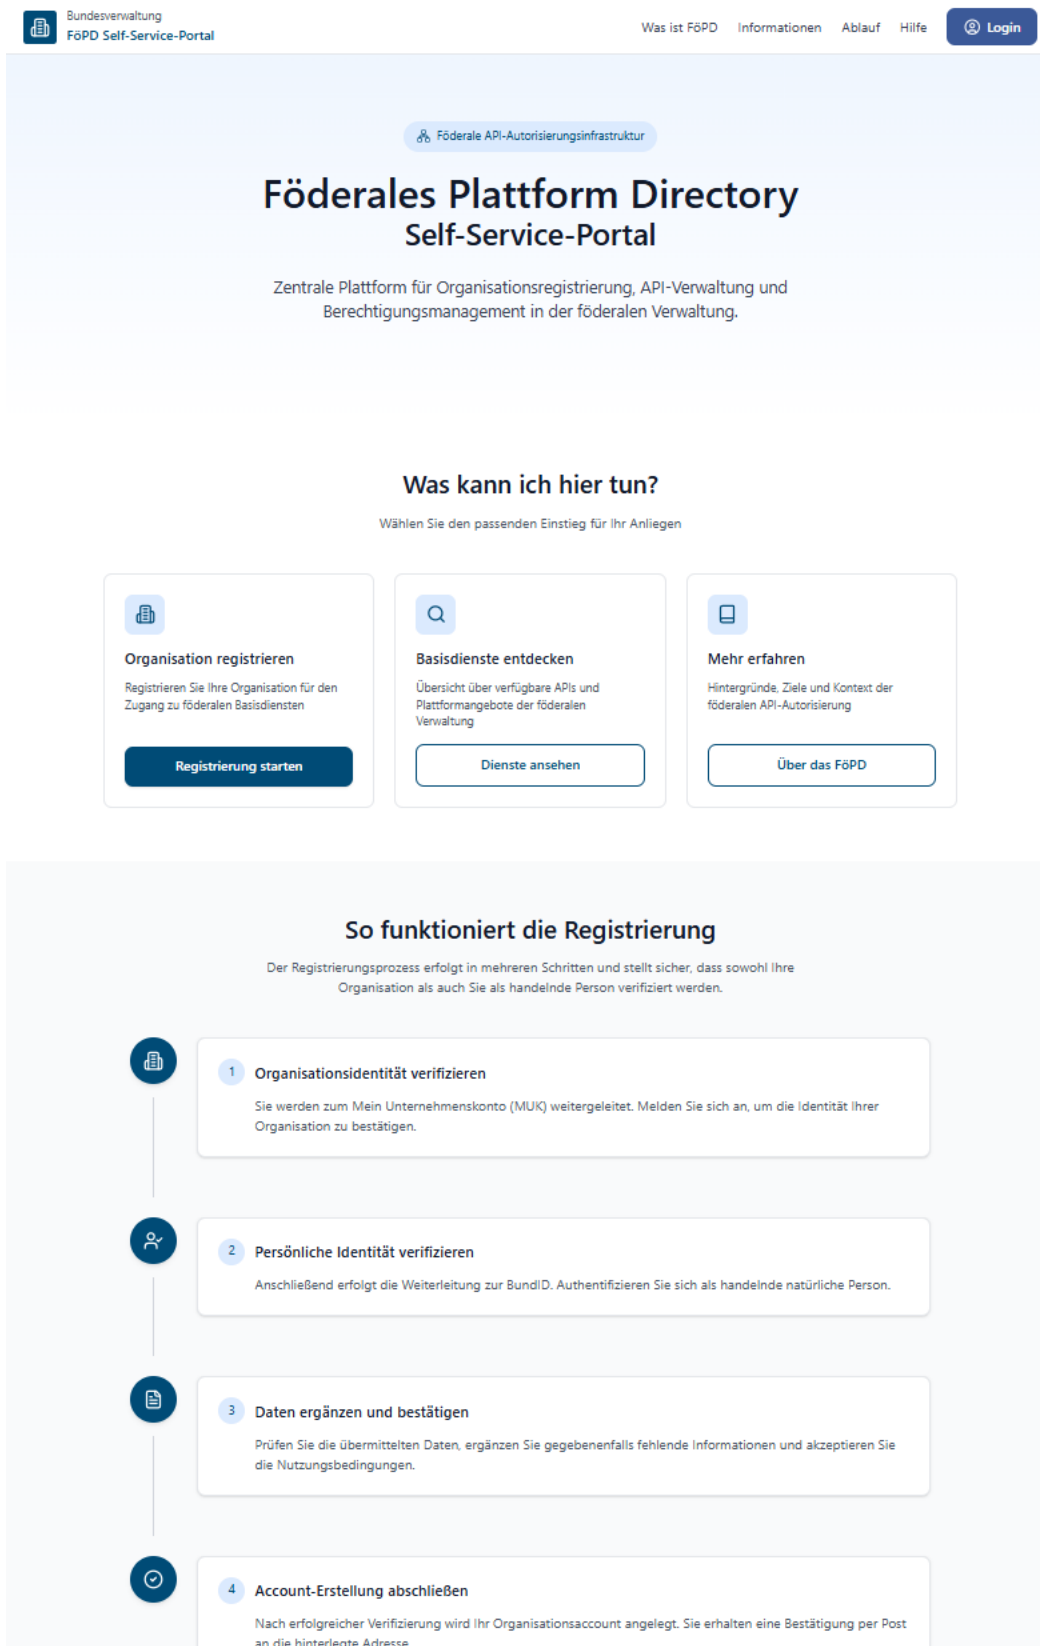 Bundesverwaltung
FöPD Self-Service-Portal
Was ist FöPD
Informationen
Ablauf
Hilfe
Login
Föderale API-Autorisierungsinfrastruktur
Föderales Plattform Directory
Self-Service-Portal
Zentrale Plattform für Organisationsregistrierung, API-Verwaltung und
Berechtigungsmanagement in der föderalen Verwaltung.
Was kann ich hier tun?
Wählen Sie den passenden Einstieg für Ihr Anliegen
Organisation registrieren
Registrieren Sie Ihre Organisation für den
Zugang zu föderalen Basisdiensten
Registrierung starten
Basisdienste entdecken
Übersicht über verfügbare APIs und
Plattformangebote der föderalen
Verwaltung
Dienste ansehen
Mehr erfahren
Hintergründe, Ziele und Kontext der
föderalen API-Autorisierung
Über das FöPD
So funktioniert die Registrierung
Der Registrierungsprozess erfolgt in mehreren Schritten und stellt sicher, dass sowohl Ihre
Organisation als auch Sie als handelnde Person verifiziert werden.
1 Organisationsidentität verifizieren
Sie werden zum Mein Unternehmenskonto (MUK) weitergeleitet. Melden Sie sich an, um die Identität Ihrer
Organisation zu bestätigen.
2 Persönliche Identität verifizieren
Anschließend erfolgt die Weiterleitung zur BundID. Authentifizieren Sie sich als handelnde natürliche Person.
3 Daten ergänzen und bestätigen
Prüfen Sie die übermittelten Daten, ergänzen Sie gegebenenfalls fehlende Informationen und akzeptieren Sie
die Nutzungsbedingungen.
4 Account-Erstellung abschließen
Nach erfolgreicher Verifizierung wird Ihr Organisationsaccount angelegt. Sie erhalten eine Bestätigung per Post
an die hinterlegte Adresse.